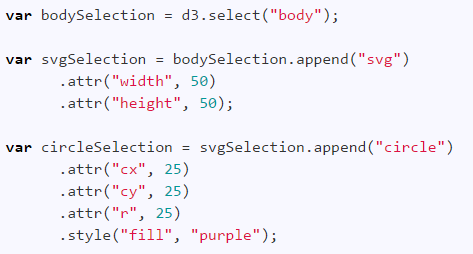 var bodySelection = d3.select("body");
var svgSelection = bodySelection.append("svg")
.attr("width", 50)
.attr("height", 50);
var circleSelection = svgSelection.append("circle")
.attr("cx", 25)
.attr("cy", 25)
.attr("r", 25)
.style("fill", "purple");